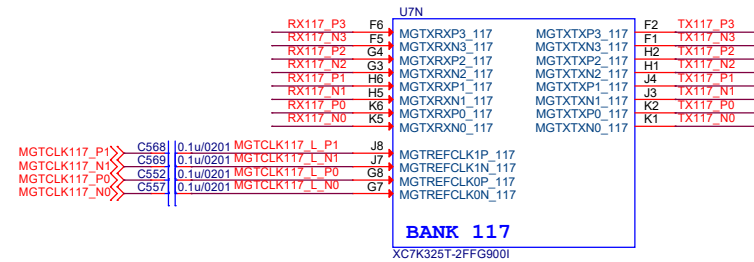 U7N
RX117_P3 F6 MGTXRXP3_117 MGTXTXP3_117 F2 TX117_P3
RX117_N3 F5 MGTXRXN3_117 MGTXTXN3_117 F1 TX117_N3
RX117_P2 G4 MGTXRXP2_117 MGTXTXP2_117 H2 TX117_P2
RX117_N2 G3 MGTXRXN2_117 MGTXTXN2_117 H1 TX117_N2
RX117_P1 H6 MGTXRXP1_117 MGTXTXP1_117 J4 TX117_P1
RX117_N1 H5 MGTXRXN1_117 MGTXTXN1_117 J3 TX117_N1
RX117_P0 K6 MGTXRXP0_117 MGTXTXP0_117 K2 TX117_P0
RX117_N0 K5 MGTXRXN0_117 MGTXTXN0_117 K1 TX117_N0
MGTCLK117_P1 C568 0.1u/0201 MGTCLK117_L_P1 J8 MGTREFCLK1P_117
MGTCLK117_N1 C569 0.1u/0201 MGTCLK117_L_N1 J7 MGTREFCLK1N_117
MGTCLK117_P0 C552 0.1u/0201 MGTCLK117_L_P0 G8 MGTREFCLK0P_117
MGTCLK117_N0 C557 0.1u/0201 MGTCLK117_L_N0 G7 MGTREFCLK0N_117
BANK 117
XC7K325T-2FFG900I